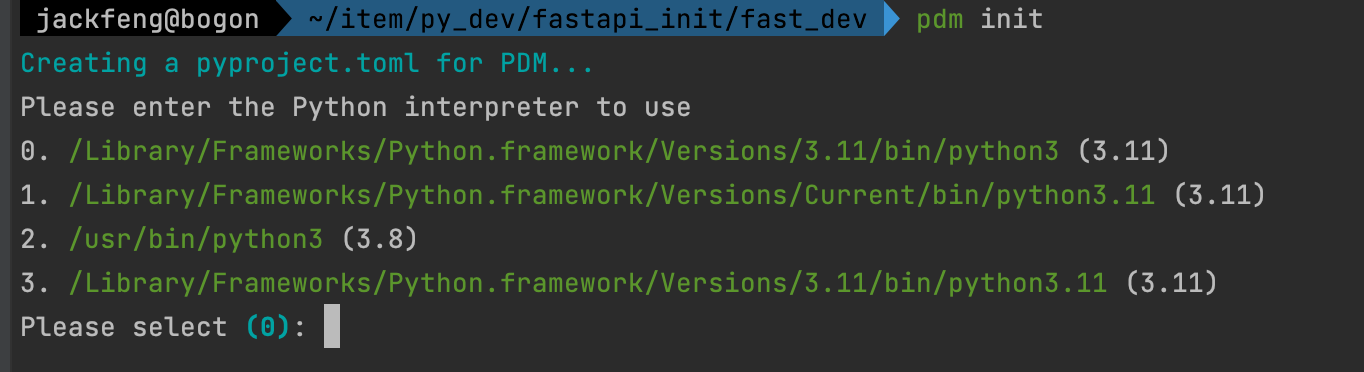 jackfeng@bogon ~/item/py_dev/fastapi_init/fast_dev pdm init
Creating a pyproject.toml for PDM...
Please enter the Python interpreter to use
0. /Library/Frameworks/Python.framework/Versions/3.11/bin/python3 (3.11)
1. /Library/Frameworks/Python.framework/Versions/Current/bin/python3.11 (3.11)
2. /usr/bin/python3 (3.8)
3. /Library/Frameworks/Python.framework/Versions/3.11/bin/python3.11 (3.11)
Please select (0):